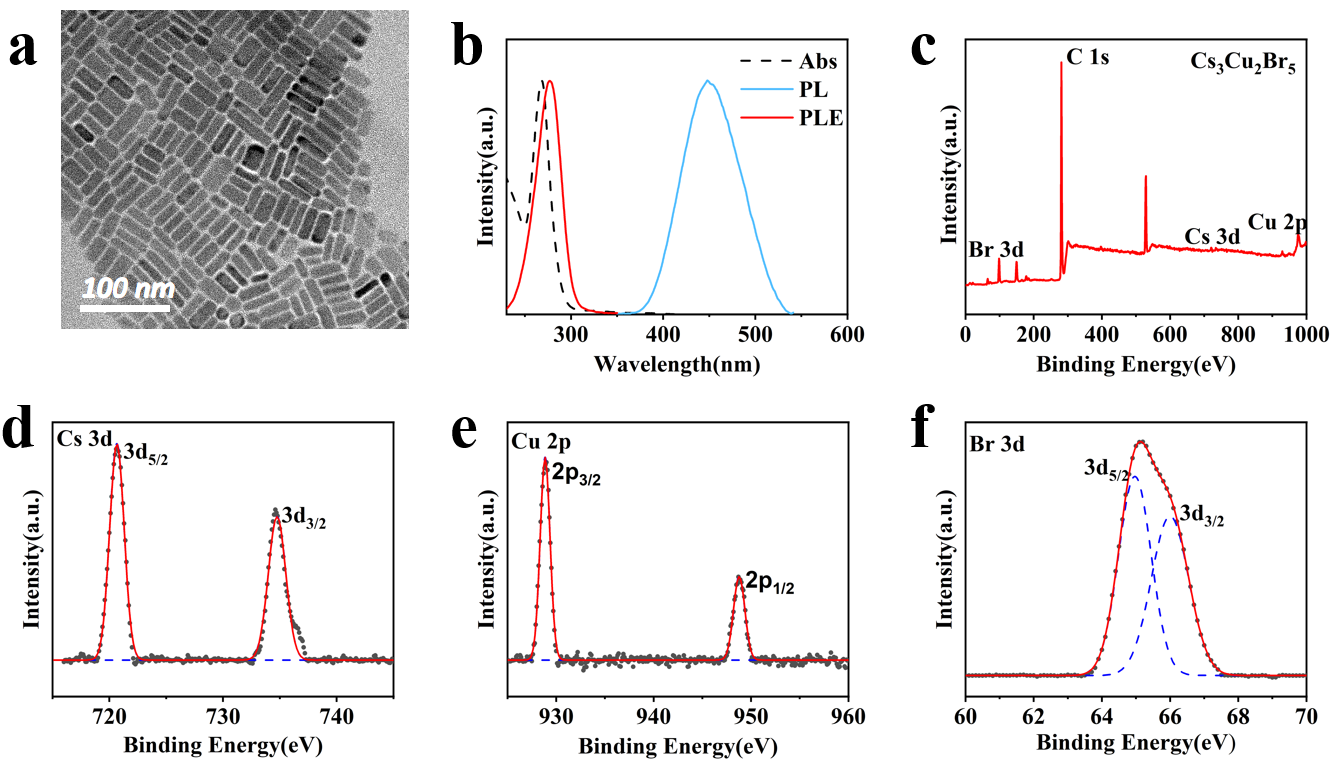 a
100 nm
b
Abs
PL
PLE
Intensity(a.u.)
300 400 500 600
Wavelength(nm)
c
C 1s
Cs₃Cu₂Br₅
Br 3d
Cs 3d
Cu 2p
Intensity(a.u.)
0 200 400 600 800 1000
Binding Energy(eV)
d
Cs 3d
3d5/2
3d3/2
Intensity(a.u.)
720 730 740
Binding Energy(eV)
e
Cu 2p
2p3/2
2p1/2
Intensity(a.u.)
930 940 950 960
Binding Energy(eV)
f
Br 3d
3d5/2
3d3/2
Intensity(a.u.)
60 62 64 66 68 70
Binding Energy(eV)